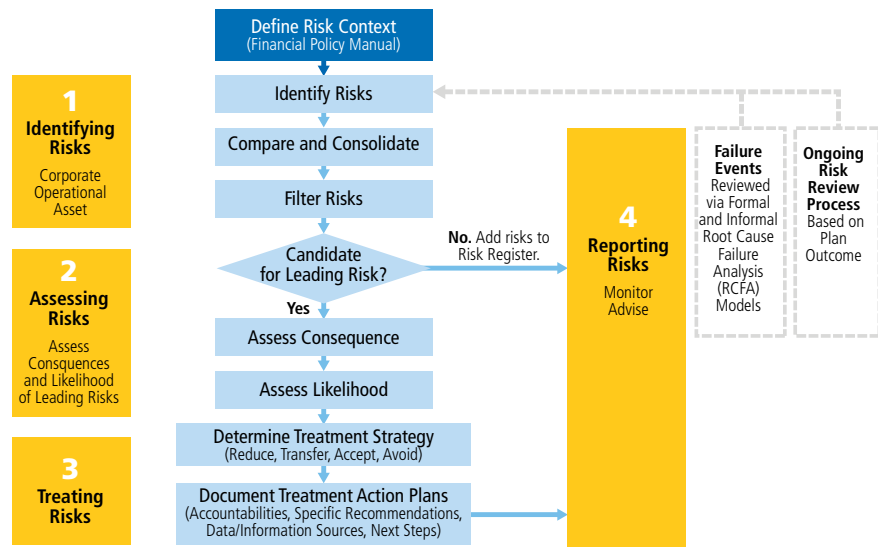 Define Risk Context
(Financial Policy Manual)
Identify Risks
Compare and Consolidate
Filter Risks
Candidate
for Leading Risk?
No. Add risks to
Risk Register.
Yes
Assess Consequence
Assess Likelihood
Determine Treatment Strategy
(Reduce, Transfer, Accept, Avoid)
Document Treatment Action Plans
(Accountabilities, Specific Recommendations,
Data/Information Sources, Next Steps)
1
Identifying
Risks
Corporate
Operational
Asset
2
Assessing
Risks
Assess
Consquences
and Likelihood
of Leading Risks
3
Treating
Risks
4
Reporting
Risks
Monitor
Advise
Failure
Events
Reviewed
via Formal
and Informal
Root Cause
Failure
Analysis
(RCFA)
Models
Ongoing
Risk
Review
Process
Based on
Plan
Outcome